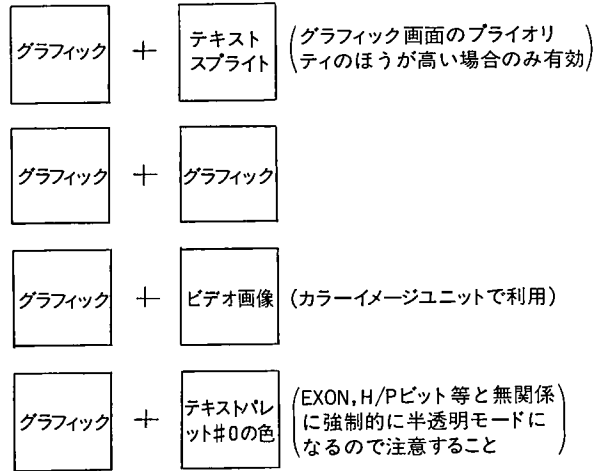 グラフィック + テキスト
スプライト
(グラフィック画面のプライオリ
ティのほうが高い場合のみ有効)
グラフィック + グラフィック
グラフィック + ビデオ画像 (カラーイメージユニットで利用)
グラフィック + テキストパレ
ット#0の色
(EXON,H/Pビット等と無関係
に強制的に半透明モードに
なるので注意すること)